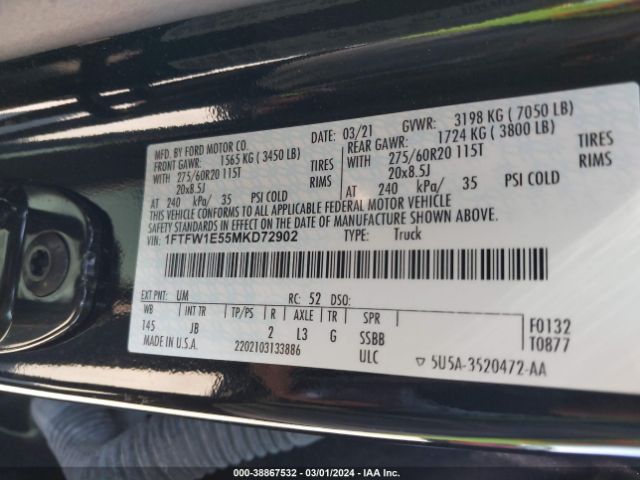 MFD. BY FORD MOTOR CO. DATE: 03/21 GVWR: 3198 KG ( 7050 LB)
FRONT GAWR: 1565 KG ( 3450 LB) REAR GAWR: 1724 KG ( 3800 LB)
WITH 275/60R20 115T TIRES WITH 275/60R20 115T TIRES
20x8.5J RIMS 20x8.5J RIMS
AT 240 kPa/ 35 PSI COLD AT 240 kPa/ 35 PSI COLD
THIS VEHICLE CONFORMS TO ALL APPLICABLE FEDERAL MOTOR VEHICLE
SAFETY AND THEFT PREVENTION STANDARDS IN EFFECT ON THE DATE OF MANUFACTURE SHOWN ABOVE.
VIN: 1FTFW1E55MKD72902 TYPE: Truck
EXT PNT: UM RC: 52 DSO:
WB INT TR TP/PS R AXLE TR SPR F0132
145 JB 2 L3 G SSBB T0877
MADE IN U.S.A. 2202103133886 ULC 5U5A-3520472-AA
000-38867532 — 03/01/2024 — IAA Inc.